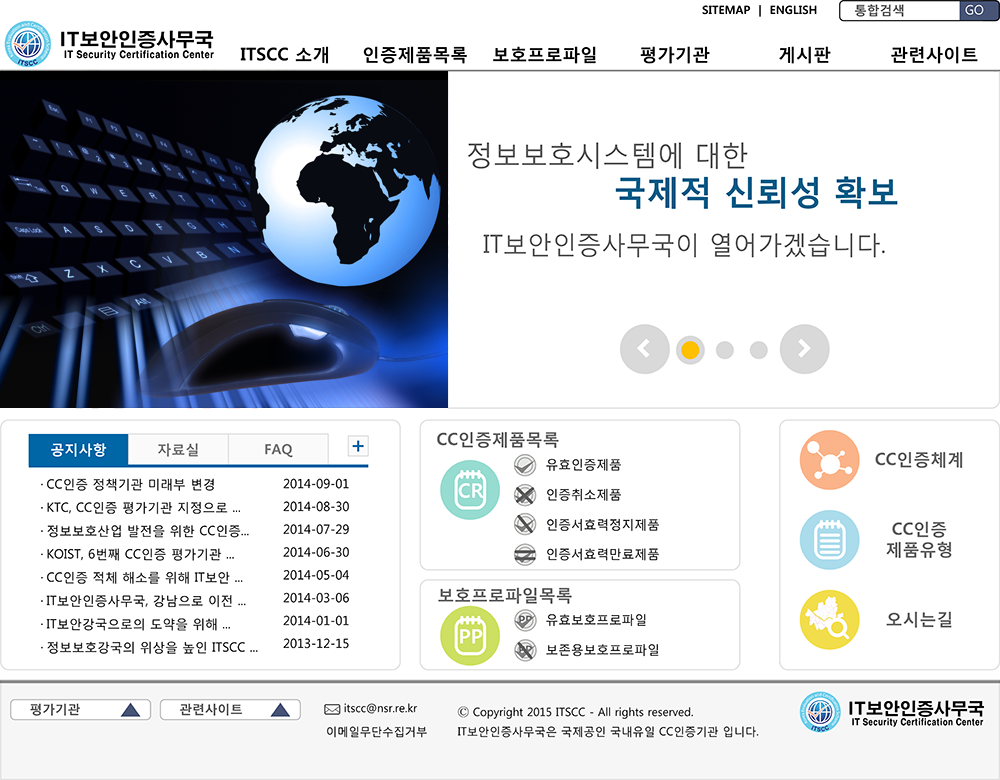 SITEMAP | ENGLISH
통합검색 GO
IT보안인증사무국
IT Security Certification Center
ITSCC
ITSCC 소개 인증제품목록 보호프로파일 평가기관 게시판 관련사이트
정보보호시스템에 대한
국제적 신뢰성 확보
IT보안인증사무국이 열어가겠습니다.
Q W E R T Y
Caps Lock A S D F G H
Z X C V B N
Ctrl Alt
공지사항 자료실 FAQ +
·CC인증 정책기관 미래부 변경 2014-09-01
·KTC, CC인증 평가기관 지정으로 ... 2014-08-30
·정보보호산업 발전을 위한 CC인증... 2014-07-29
·KOIST, 6번째 CC인증 평가기관 ... 2014-06-30
·CC인증 적체 해소를 위해 IT보안 ... 2014-05-04
·IT보안인증사무국, 강남으로 이전 ... 2014-03-06
·IT보안강국으로의 도약을 위해 ... 2014-01-01
·정보보호강국의 위상을 높인 ITSCC ... 2013-12-15
CC인증제품목록
CR
유효인증제품
인증취소제품
인증서효력정지제품
인증서효력만료제품
보호프로파일목록
PP
PP 유효보호프로파일
PP 보존용보호프로파일
CC인증체계
CC인증
제품유형
오시는길
평가기관 관련사이트
itscc@nsr.re.kr
이메일무단수집거부
© Copyright 2015 ITSCC - All rights reserved.
IT보안인증사무국은 국제공인 국내유일 CC인증기관 입니다.
ITSCC
IT보안인증사무국
IT Security Certification Center